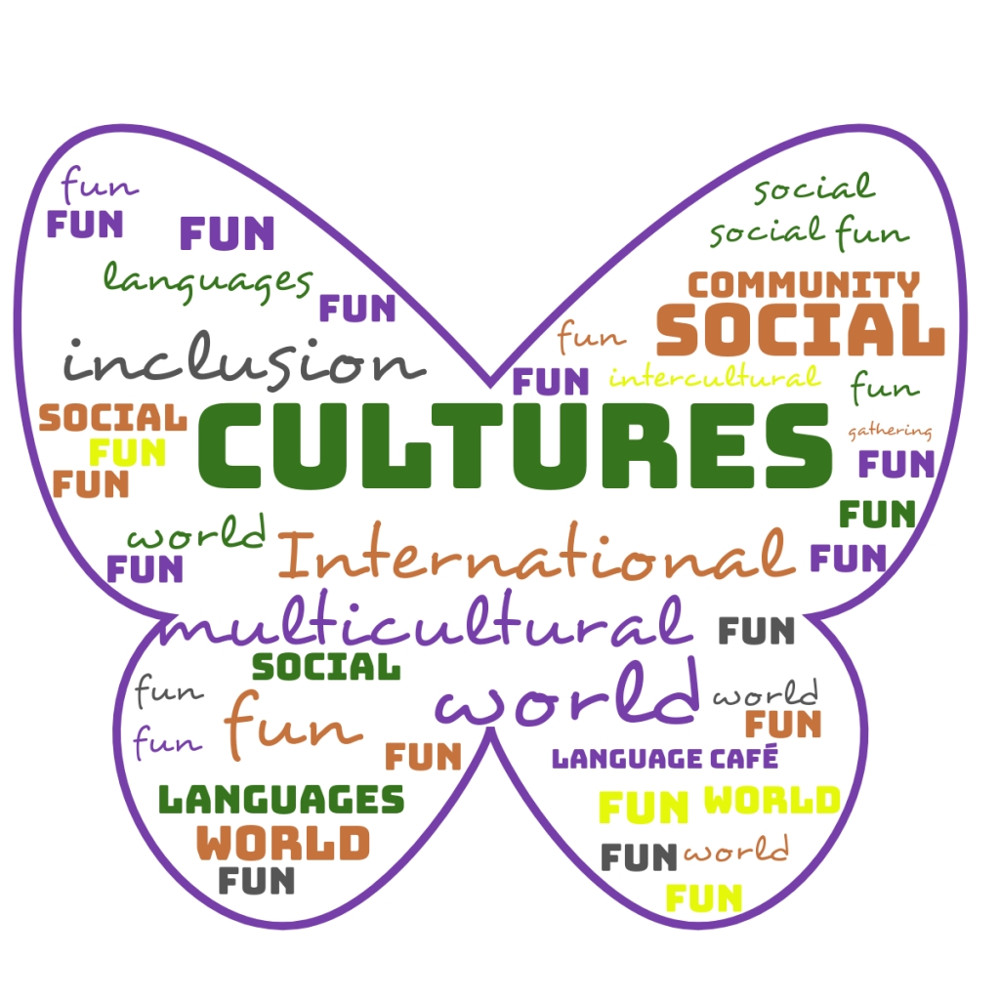 fun
FUN
FUN
languages
FUN
inclusion
SOCIAL
FUN
FUN
social
social fun
COMMUNITY
SOCIAL
fun
FUN
intercultural
fun
gathering
CULTURES
FUN
FUN
world
International
FUN
FUN
multicultural
FUN
SOCIAL
fun
fun
fun
world
world
FUN
FUN
LANGUAGE CAFÉ
LANGUAGES
FUN WORLD
WORLD
FUN
FUN world
FUN